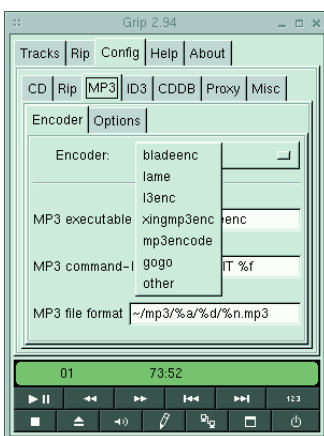 Grip 2.94
Tracks Rip Config Help About
CD Rip MP3 ID3 CDDB Proxy Misc
Encoder Options
Encoder:
bladeenc
lame
l3enc
xingmp3enc
mp3encode
gogo
other
MP3 executable
MP3 command-l
%f
MP3 file format ~/mp3/%a/%d/%n.mp3
01 73:52
123